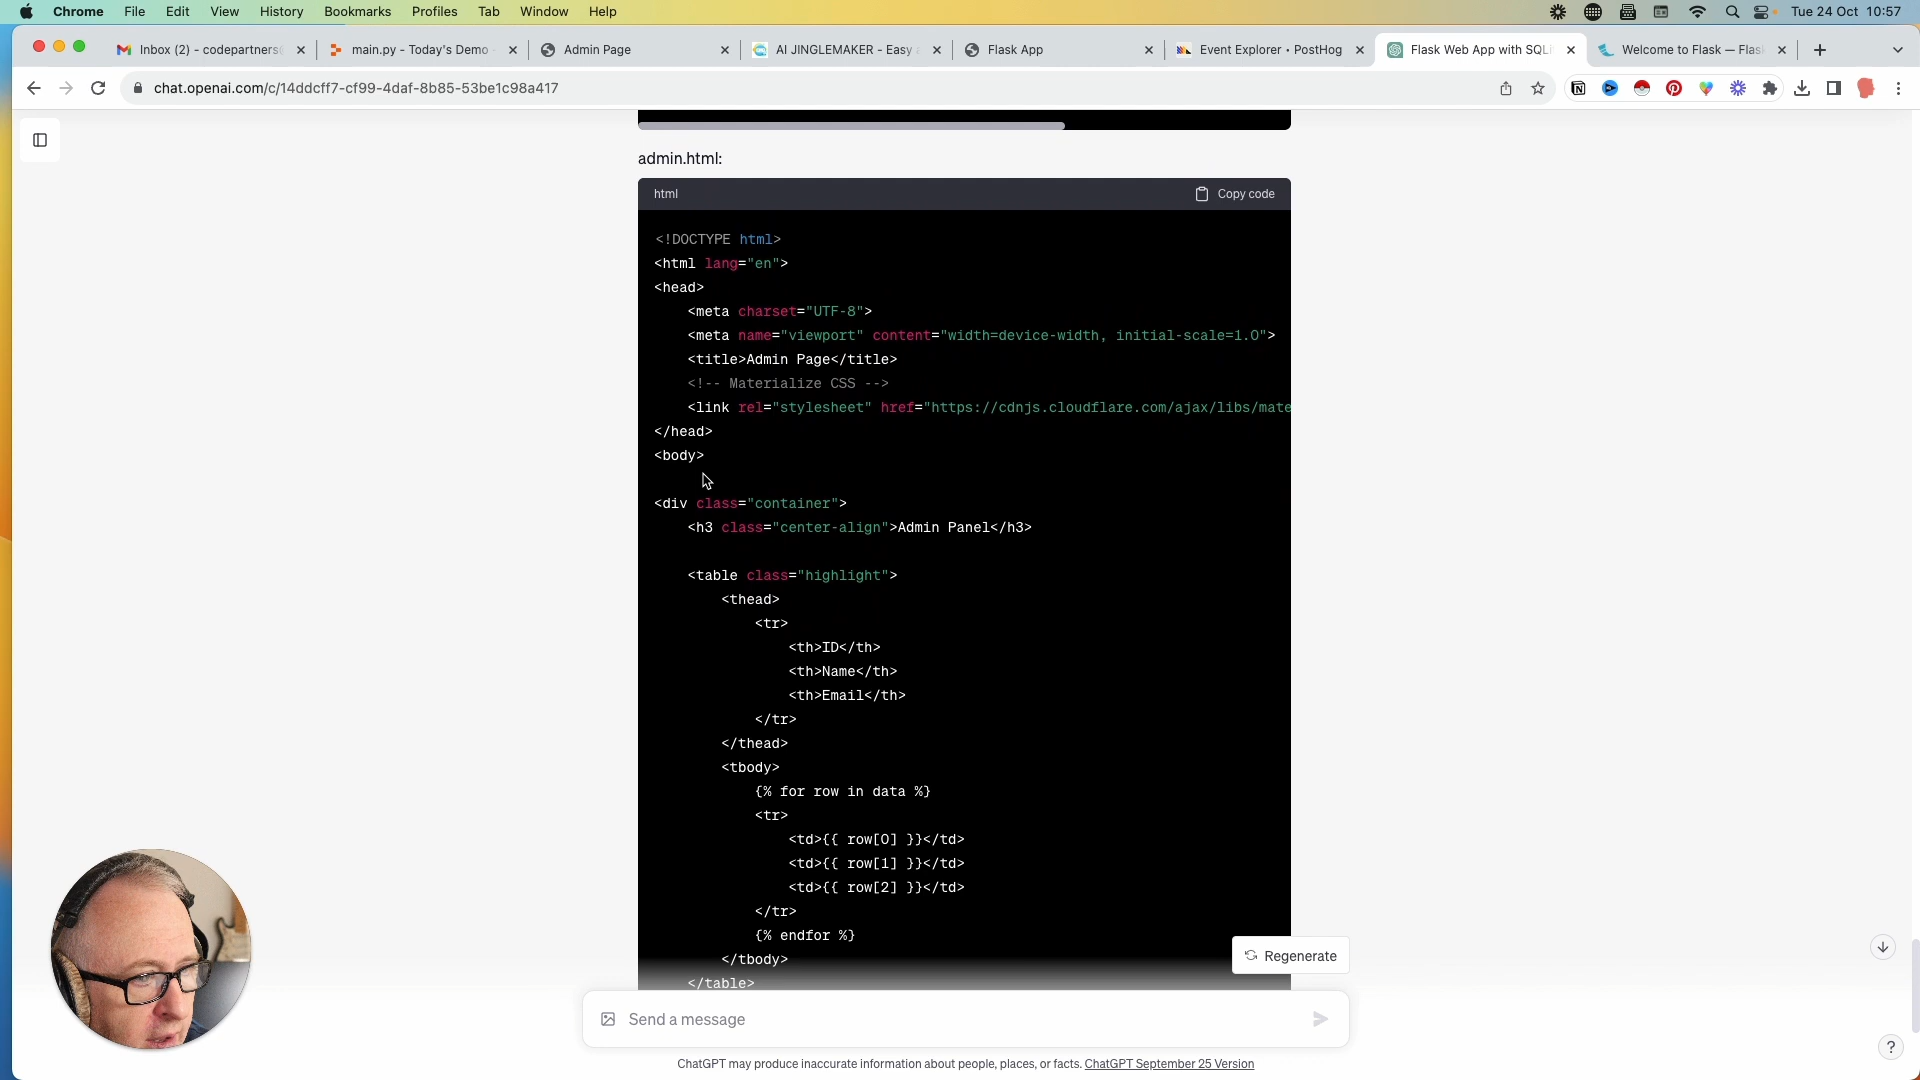 Chrome File Edit View History Bookmarks Profiles Tab Window Help Tue 24 Oct 10:57
Inbox (2) - codepartners main.py - Today's Demo Admin Page AI JINGLEMAKER - Easy Flask App Event Explorer • PostHog Flask Web App with SQL Welcome to Flask — Flas
chat.openai.com/c/14ddcff7-cf99-4daf-8b85-53be1c98a417
admin.html:
html Copy code
<!DOCTYPE html>
<html lang="en">
<head>
<meta charset="UTF-8">
<meta name="viewport" content="width=device-width, initial-scale=1.0">
<title>Admin Page</title>
<!-- Materialize CSS -->
<link rel="stylesheet" href="https://cdnjs.cloudflare.com/ajax/libs/mate
</head>
<body>
<div class="container">
<h3 class="center-align">Admin Panel</h3>
<table class="highlight">
<thead>
<tr>
<th>ID</th>
<th>Name</th>
<th>Email</th>
</tr>
</thead>
<tbody>
{% for row in data %}
<tr>
<td>{{ row[0] }}</td>
<td>{{ row[1] }}</td>
<td>{{ row[2] }}</td>
</tr>
{% endfor %}
</tbody>
</table>
Regenerate
Send a message
ChatGPT may produce inaccurate information about people, places, or facts. ChatGPT September 25 Version
?